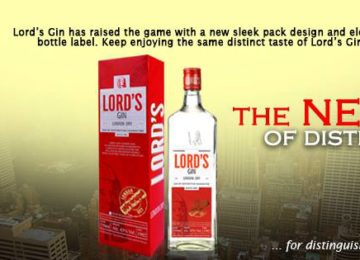 Lord's Gin has raised the game with a new sleek pack design and ele
bottle label. Keep enjoying the same distinct taste of Lord's Gin
THE NE
OF DISTI
LORD'S
GIN
LONDON DRY
LORD'S
LORD'S
GIN
LONDON DRY
... for distinguis